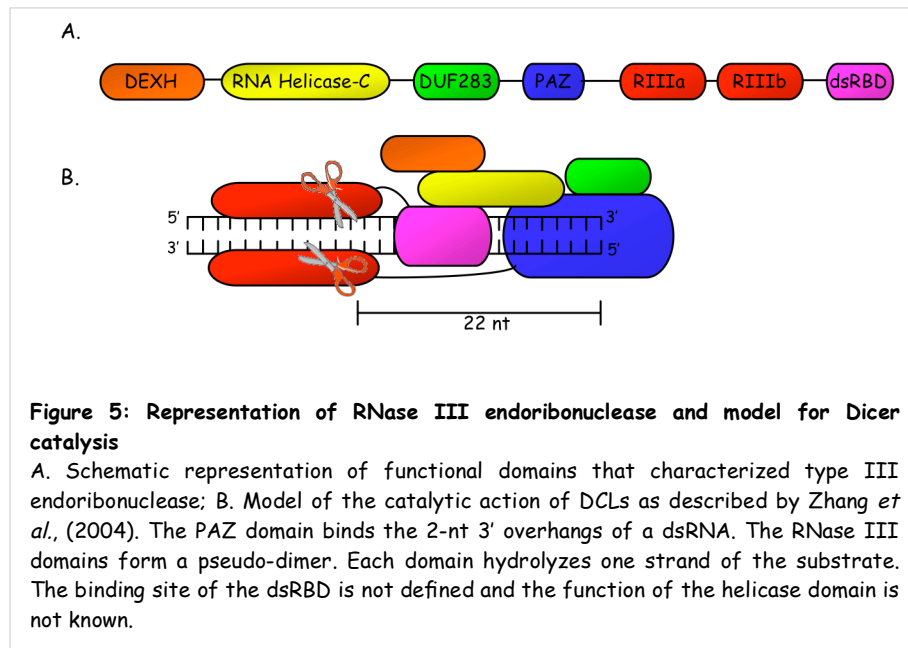 A.
DEXH RNA Helicase-C DUF283 PAZ RIIIa RIIIb dsRBD
B.
5’ 3’
3’ 5’
22 nt
Figure 5: Representation of RNase III endoribonuclease and model for Dicer
catalysis
A. Schematic representation of functional domains that characterized type III
endoribonuclease; B. Model of the catalytic action of DCLs as described by Zhang et
al., (2004). The PAZ domain binds the 2-nt 3’ overhangs of a dsRNA. The RNase III
domains form a pseudo-dimer. Each domain hydrolyzes one strand of the substrate.
The binding site of the dsRBD is not defined and the function of the helicase domain is
not known.